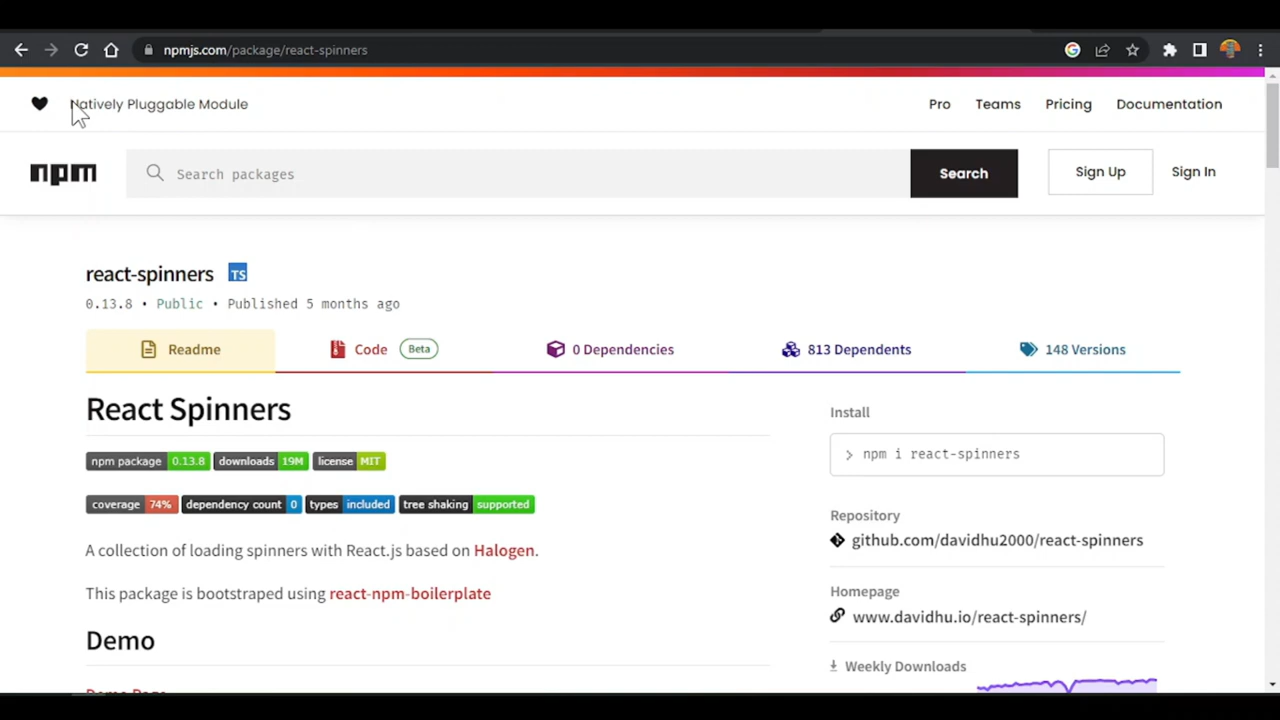 npmjs.com/package/react-spinners
Natively Pluggable Module
Pro Teams Pricing Documentation
npm
Search packages
Search
Sign Up
Sign In
react-spinners TS
0.13.8 • Public • Published 5 months ago
Readme
Code Beta
0 Dependencies
813 Dependents
148 Versions
React Spinners
npm package 0.13.8 downloads 19M license MIT
coverage 74% dependency count 0 types included tree shaking supported
A collection of loading spinners with React.js based on Halogen.
This package is bootstraped using react-npm-boilerplate
Demo
Demo Page
Install
> npm i react-spinners
Repository
github.com/davidhu2000/react-spinners
Homepage
www.davidhu.io/react-spinners/
Weekly Downloads